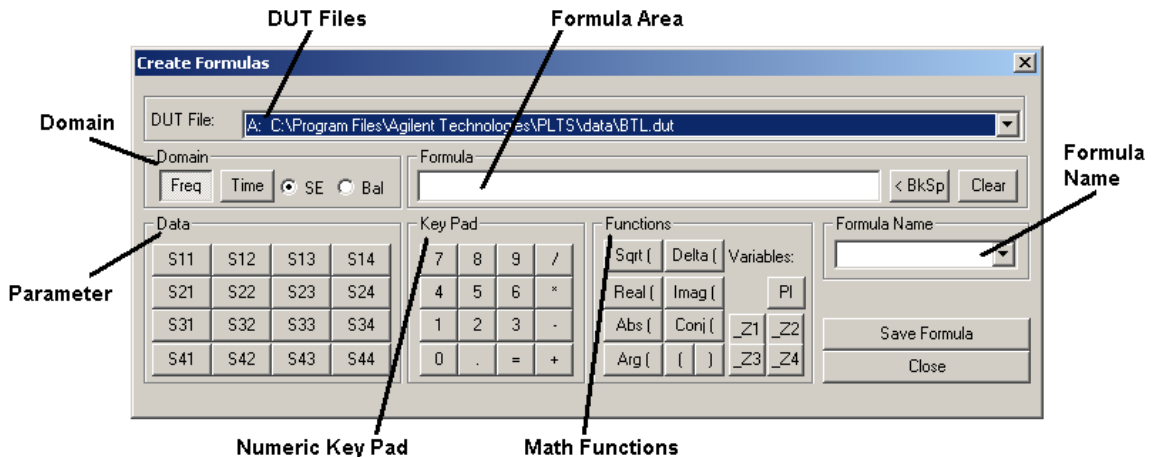 DUT Files
Formula Area
Create Formulas
DUT File:
A: C:\Program Files\Agilent Technologies\PLTS\data\BTL.dut
Domain
Domain
Freq Time SE Bal
Formula
< BkSp Clear
Formula
Name
Data
S11 S12 S13 S14
S21 S22 S23 S24
S31 S32 S33 S34
S41 S42 S43 S44
Parameter
Key Pad
7 8 9 /
4 5 6 *
1 2 3 -
0 . = +
Functions
Sqrt ( Delta ( Variables:
Real ( Imag ( PI
Abs ( Conj ( _Z1 _Z2
Arg ( ( ) _Z3 _Z4
Formula Name
Save Formula
Close
Numeric Key Pad
Math Functions